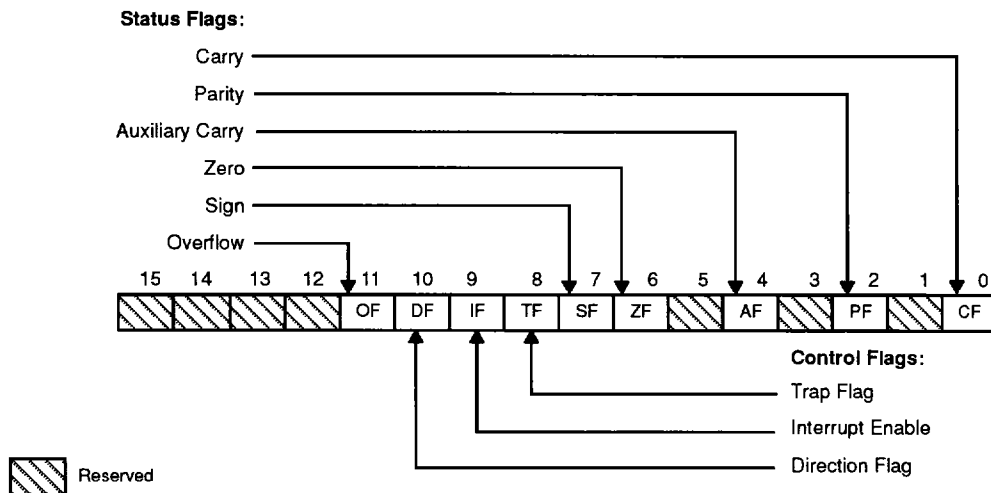 Status Flags:
Carry
Parity
Auxiliary Carry
Zero
Sign
Overflow
15 14 13 12 11 10 9 8 7 6 5 4 3 2 1 0
OF DF IF TF SF ZF AF PF CF
Control Flags:
Trap Flag
Interrupt Enable
Direction Flag
Reserved